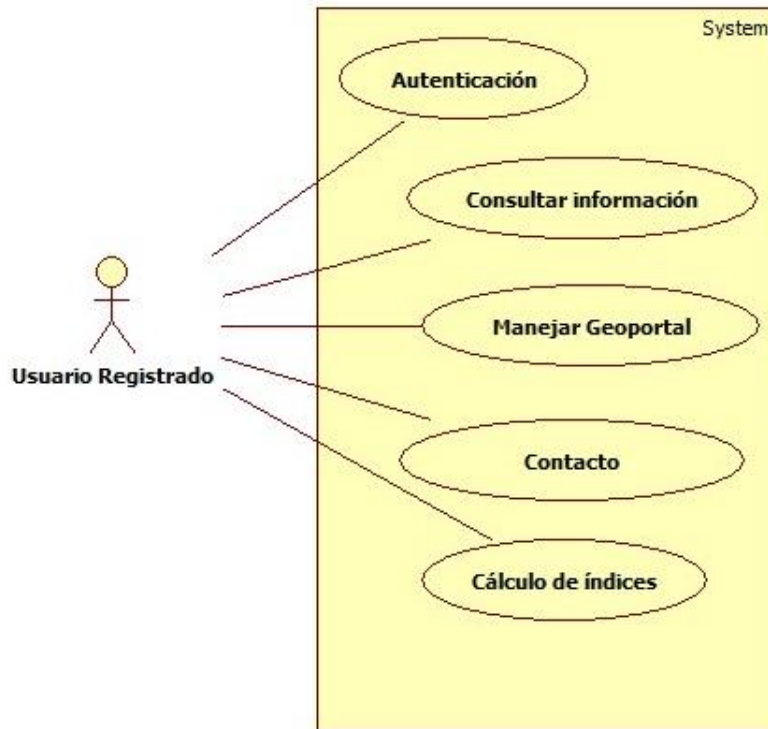 System
Autenticación
Consultar información
Manejar Geoportal
Usuario Registrado
Contacto
Cálculo de índices